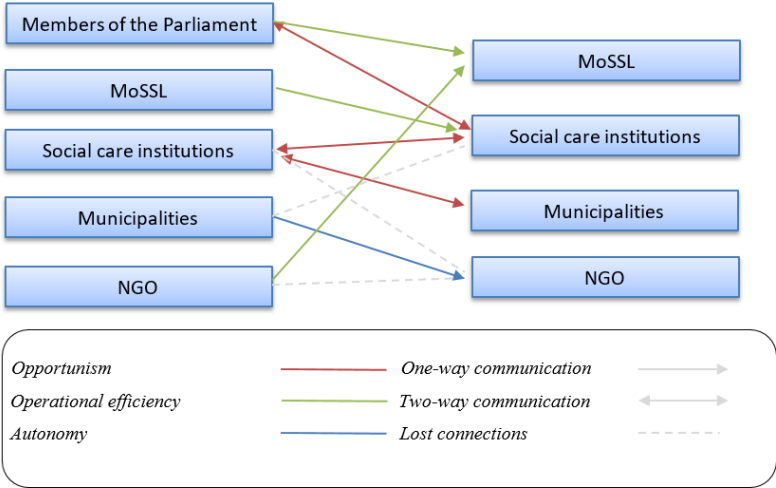 Members of the Parliament
MoSSL
MoSSL
Social care institutions
Social care institutions
Municipalities
Municipalities
NGO
NGO
Opportunism One-way communication
Operational efficiency Two-way communication
Autonomy Lost connections